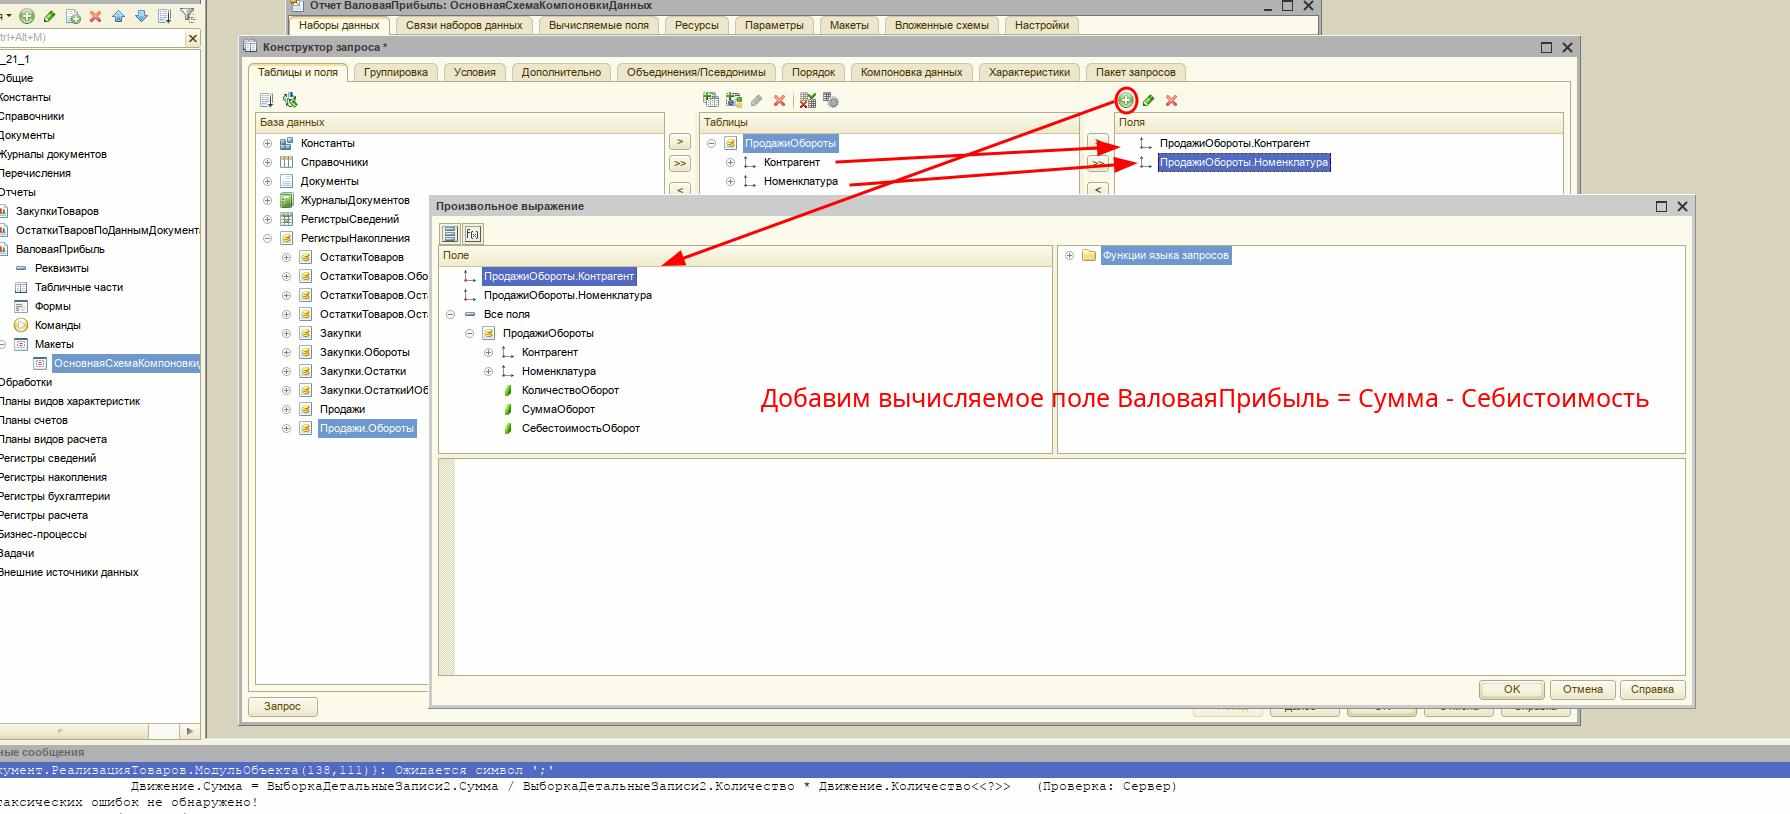 Отчет ВаловаяПрибыль: ОсновнаяСхемаКомпоновкиДанных
Наборы данных Связи наборов данных Вычисляемые поля Ресурсы Параметры Макеты Вложенные схемы Настройки
trl+Alt+M)
_21_1
Общие
Константы
Справочники
Документы
Журналы документов
Перечисления
Отчеты
ЗакупкиТоваров
ОстаткиТваровПоДаннымДокумент
ВаловаяПрибыль
Реквизиты
Табличные части
Формы
Команды
Макеты
ОсновнаяСхемаКомпоновки
Обработки
Планы видов характеристик
Планы счетов
Планы видов расчета
Регистры сведений
Регистры накопления
Регистры бухгалтерии
Регистры расчета
Бизнес-процессы
Задачи
Внешние источники данных
Конструктор запроса *
Таблицы и поля Группировка Условия Дополнительно Объединения/Псевдонимы Порядок Компоновка данных Характеристики Пакет запросов
База данных
Константы
Справочники
Документы
ЖурналыДокументов
РегистрыСведений
РегистрыНакопления
ОстаткиТоваров
ОстаткиТоваров.Обо
ОстаткиТоваров.Ост
ОстаткиТоваров.Ост
Закупки
Закупки.Обороты
Закупки.Остатки
Закупки.ОстаткиИОб
Продажи
Продажи.Обороты
>
>>
<
Таблицы
ПродажиОбороты
Контрагент
Номенклатура
>
>>
<
Поля
ПродажиОбороты.Контрагент
ПродажиОбороты.Номенклатура
Произвольное выражение
Поле
ПродажиОбороты.Контрагент
ПродажиОбороты.Номенклатура
Все поля
ПродажиОбороты
Контрагент
Номенклатура
КоличествоОборот
СуммаОборот
СебестоимостьОборот
Функции языка запросов
Добавим вычисляемое поле ВаловаяПрибыль = Сумма - Себистоимость
OK Отмена Справка
Запрос
ные сообщения
кумент.РеализацияТоваров.МодульОбъекта(138,111)}: Ожидается символ ';'
Движение.Сумма = ВыборкаДетальныеЗаписи2.Сумма / ВыборкаДетальныеЗаписи2.Количество * Движение.Количество<<?>> (Проверка: Сервер)
таксических ошибок не обнаружено!